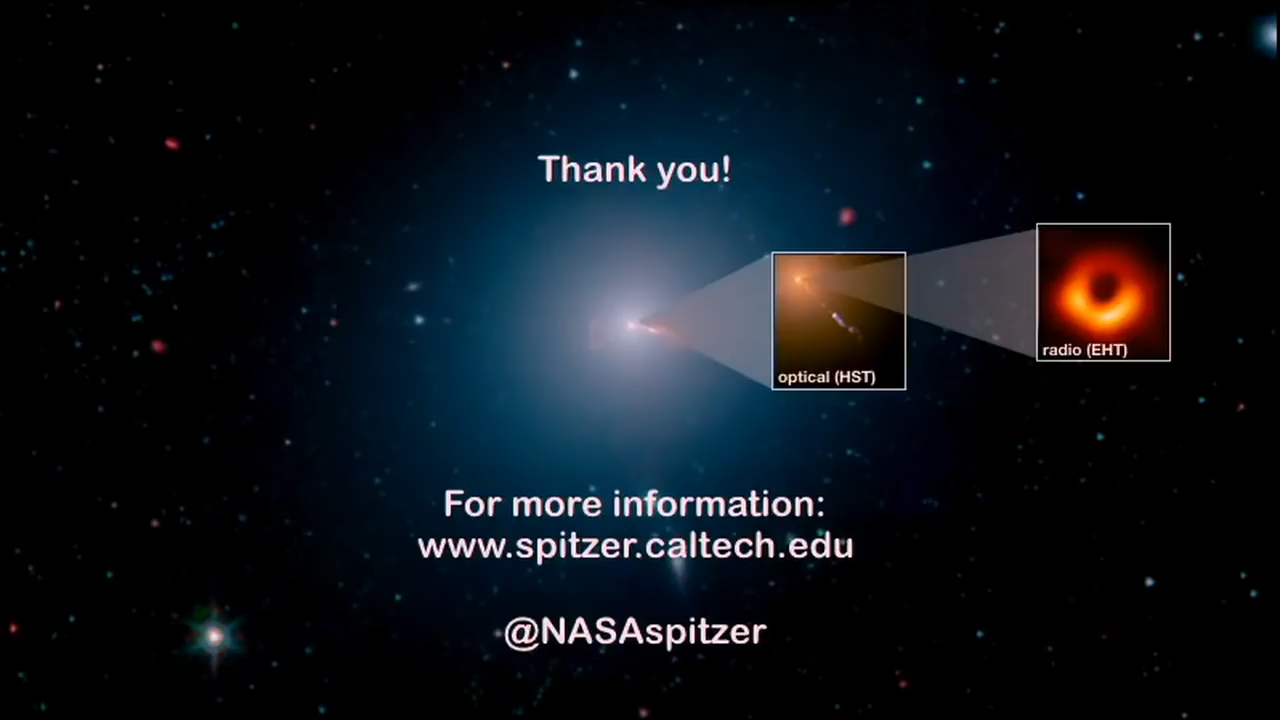 Thank you!
optical (HST)
radio (EHT)
For more information:
www.spitzer.caltech.edu
@NASAspitzer